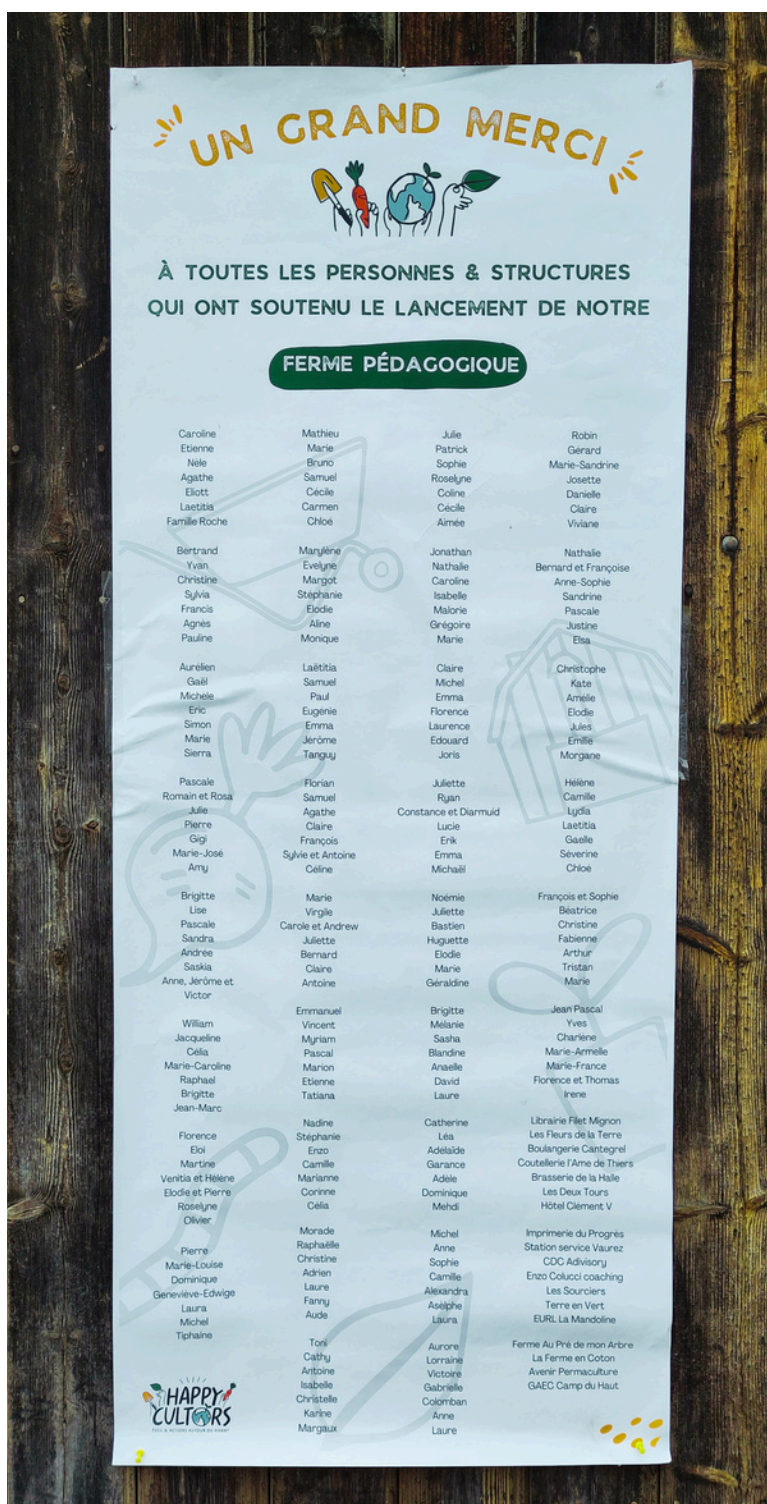 UN GRAND MERCI
À TOUTES LES PERSONNES & STRUCTURES
QUI ONT SOUTENU LE LANCEMENT DE NOTRE
FERME PÉDAGOGIQUE
Caroline
Etienne
Nèle
Agathe
Eliott
Laetitia
Famille Roche
Bertrand
Yvan
Christine
Sylvia
Francis
Agnès
Pauline
Aurélien
Gaël
Michele
Eric
Simon
Marie
Sierra
Pascale
Romain et Rosa
Julie
Pierre
Gigi
Marie-José
Amy
Brigitte
Lise
Pascale
Sandra
Andrée
Saskia
Anne, Jérôme et
Victor
William
Jacqueline
Célia
Marie-Caroline
Raphael
Brigitte
Jean-Marc
Florence
Eloi
Martine
Venitia et Hélène
Elodie et Pierre
Roselyne
Olivier
Pierre
Marie-Louise
Dominique
Geneviève-Edwige
Laura
Michel
Tiphaine
Mathieu
Marie
Bruno
Samuel
Cécile
Carmen
Chloé
Marylène
Evelyne
Margot
Stéphanie
Elodie
Aline
Monique
Laëtitia
Samuel
Paul
Eugénie
Emma
Jérôme
Tanguy
Florian
Samuel
Agathe
Claire
François
Sylvie et Antoine
Céline
Marie
Virgile
Carole et Andrew
Juliette
Bernard
Claire
Antoine
Emmanuel
Vincent
Myriam
Pascal
Marion
Etienne
Tatiana
Nadine
Stéphanie
Enzo
Camille
Marianne
Corinne
Célia
Morade
Raphaëlle
Christine
Adrien
Laure
Fanny
Aude
Toni
Cathy
Antoine
Isabelle
Christelle
Karine
Margaux
Julie
Patrick
Sophie
Roselyne
Coline
Cécile
Aimée
Jonathan
Nathalie
Caroline
Isabelle
Malorie
Grégoire
Marie
Claire
Michel
Emma
Florence
Laurence
Edouard
Joris
Juliette
Ryan
Constance et Diarmuid
Lucie
Erik
Emma
Michaël
Noémie
Juliette
Bastien
Huguette
Elodie
Marie
Géraldine
Brigitte
Mélanie
Sasha
Blandine
Anaelle
David
Laure
Catherine
Léa
Adelaïde
Garance
Adèle
Dominique
Mehdi
Michel
Anne
Sophie
Camille
Alexandra
Aselphe
Laura
Aurore
Lorraine
Victoire
Gabrielle
Colomban
Anne
Laure
Robin
Gérard
Marie-Sandrine
Josette
Danielle
Claire
Viviane
Nathalie
Bernard et Françoise
Anne-Sophie
Sandrine
Pascale
Justine
Elsa
Christophe
Kate
Amelie
Elodie
Jules
Emilie
Morgane
Hélène
Camille
Lydia
Laetitia
Gaelle
Séverine
Chloé
François et Sophie
Béatrice
Christine
Fabienne
Arthur
Tristan
Marie
Jean Pascal
Yves
Charlène
Marie-Armelle
Marie-France
Florence et Thomas
Irene
Librairie Filet Mignon
Les Fleurs de la Terre
Boulangerie Cantegrel
Coutellerie l'Ame de Thiers
Brasserie de la Halle
Les Deux Tours
Hôtel Clément V
Imprimerie du Progrès
Station service Vaurez
CDC Adivisory
Enzo Colucci coaching
Les Sourciers
Terre en Vert
EURL La Mandoline
Ferme Au Pré de mon Arbre
La Ferme en Coton
Avenir Permaculture
GAEC Camp du Haut
HAPPY
CULTORS